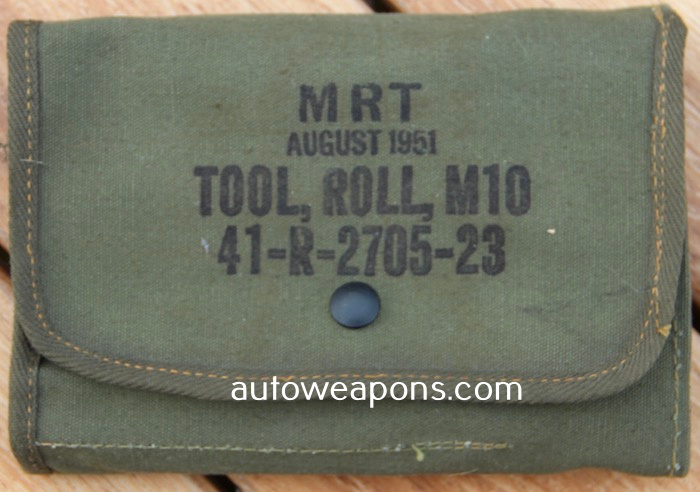 MRT
AUGUST 1951
TOOL, ROLL, M10
41-R-2705-23
autoweapons.com